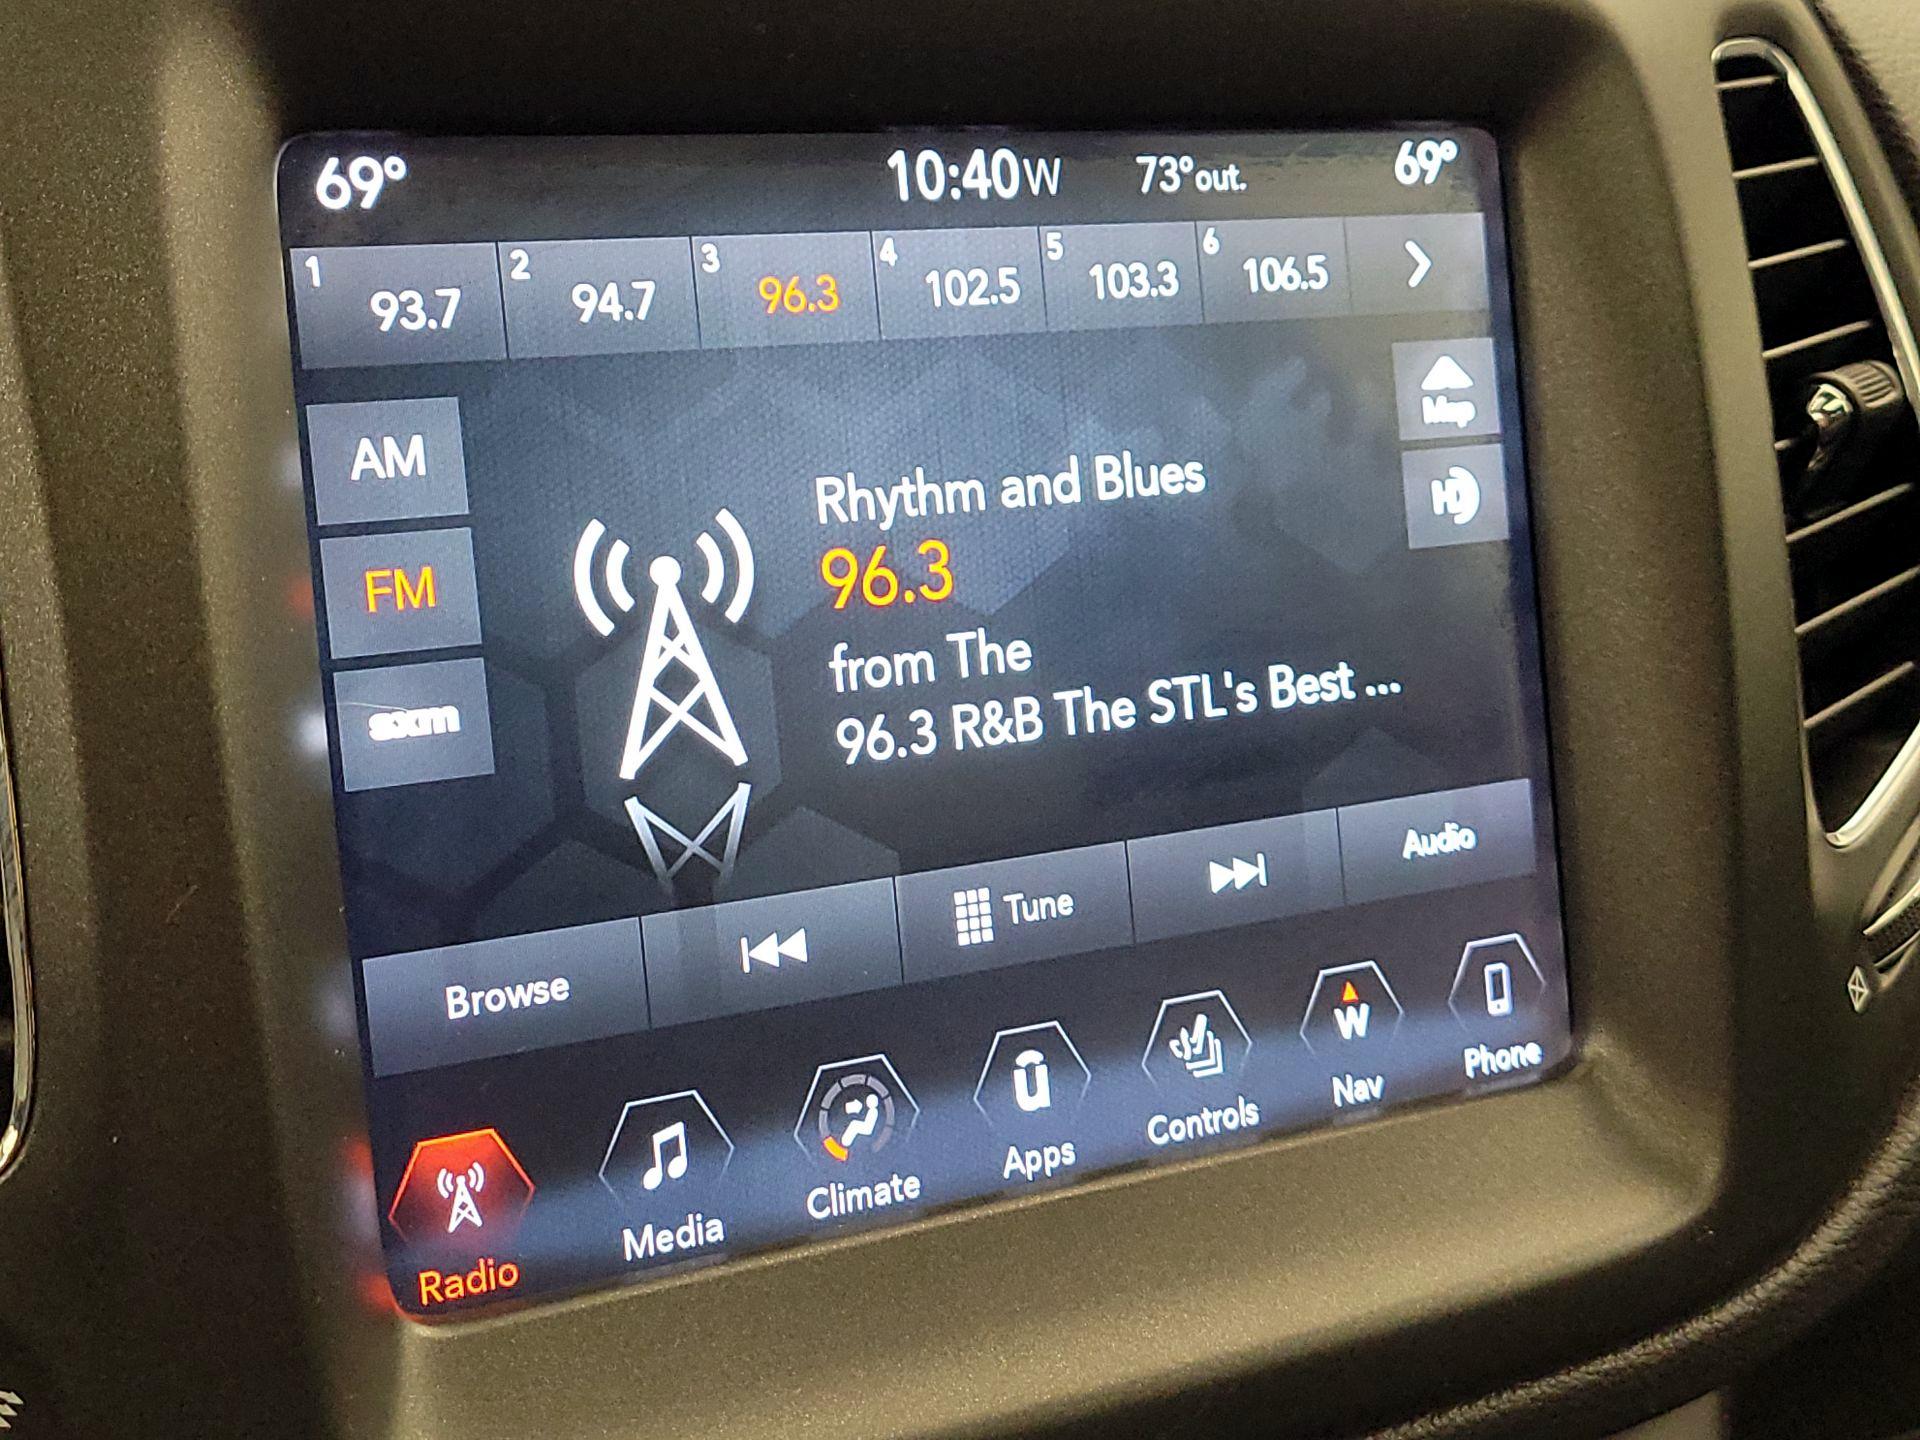 69° 10:40 W 73° out. 69°
1 93.7 2 94.7 3 96.3 4 102.5 5 103.3 6 106.5
Map
AM
HD
Rhythm and Blues
FM
96.3
from The
sxm
96.3 R&B The STL's Best ...
Browse Tune Audio
W
Radio Media Climate Apps Controls Nav Phone